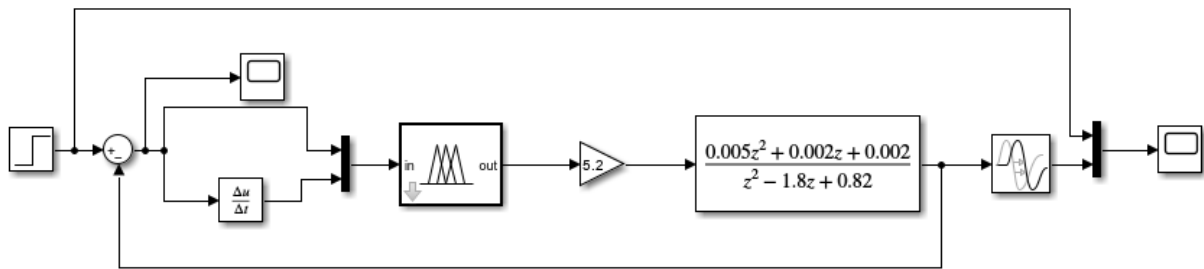 +
−
Δu
Δt
in
out
5.2
0.005z² + 0.002z + 0.002
z² − 1.8z + 0.82